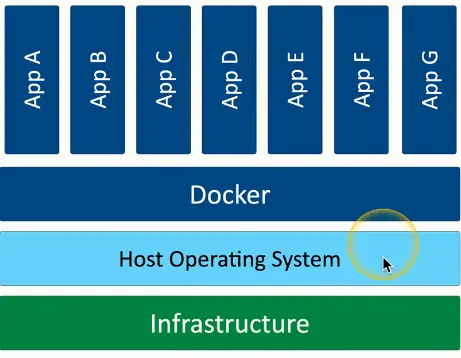 App A
App B
App C
App D
App E
App F
App G
Docker
Host Operating System
Infrastructure